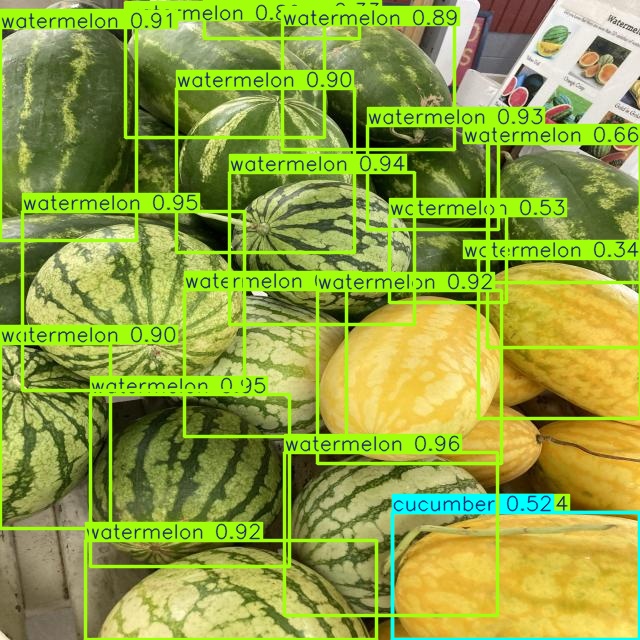 watermelon 0.91
watermelon 0.89
watermelon 0.90
watermelon 0.93
watermelon 0.66
watermelon 0.94
watermelon 0.95
watermelon 0.53
watermelon 0.34
watermelon
watermelon 0.92
watermelon 0.90
watermelon 0.95
watermelon 0.96
cucumber 0.52
4
watermelon 0.92